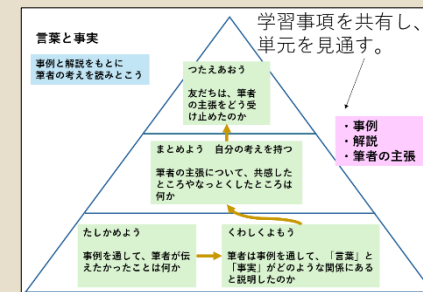 学習事項を共有し、
単元を見通す。
言葉と事実
事例と解説をもとに
筆者の考えを読みとこう
つたえあおう
友だちは、筆者
の主張をどう受
け止めたのか
・事例
・解説
・筆者の主張
まとめよう　自分の考えを持つ
筆者の主張について、共感した
ところやなっとくしたところは
何か
たしかめよう
事例を通して、筆者が伝
えたかったことは何か
くわしくよもう
筆者は事例を通して、「言葉」と
「事実」がどのような関係にある
と説明したのか